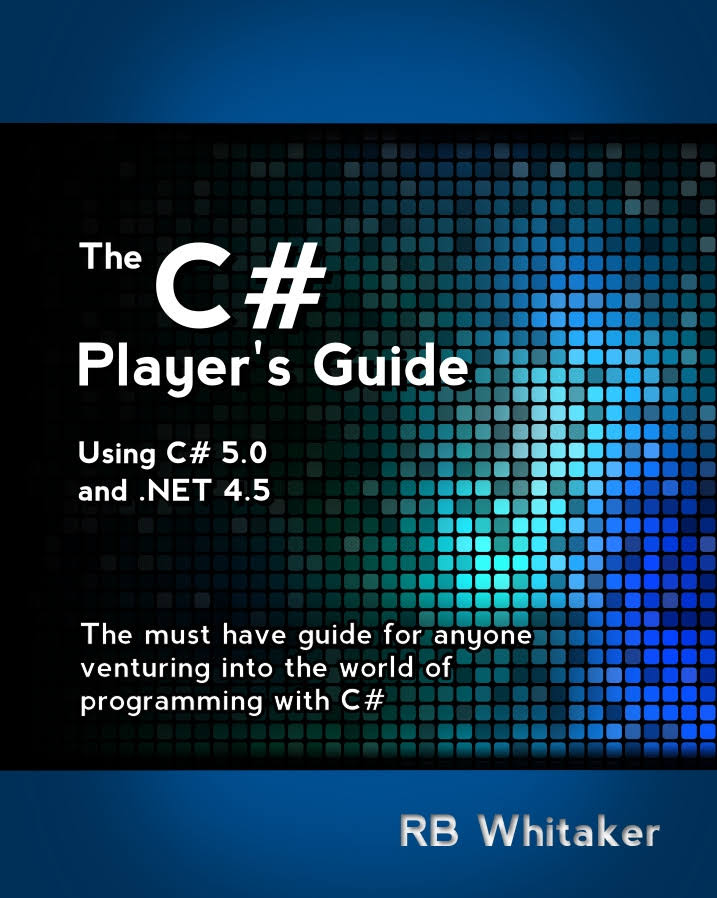 The C#
Player's Guide
Using C# 5.0
and .NET 4.5
The must have guide for anyone
venturing into the world of
programming with C#
RB Whitaker